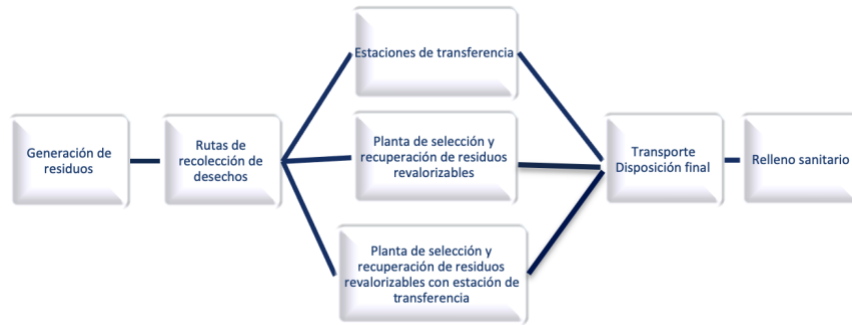 Generación de
residuos
Rutas de
recolección de
desechos
Estaciones de transferencia
Planta de selección y
recuperación de residuos
revalorizables
Planta de selección y
recuperación de residuos
revalorizables con estación de
transferencia
Transporte
Disposición final
Relleno sanitario